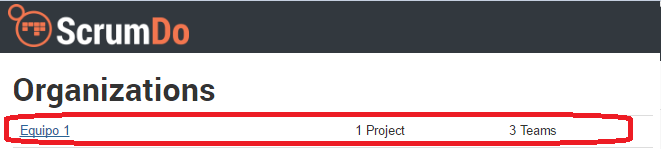 ScrumDo
Organizations
Equipo 1 1 Project 3 Teams